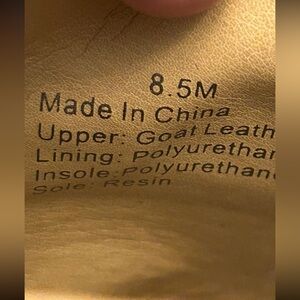 8.5M
Made In China
Upper: Goat Leath
Lining: Polyurethan
Insole: Polyurethan
Sole: Resin